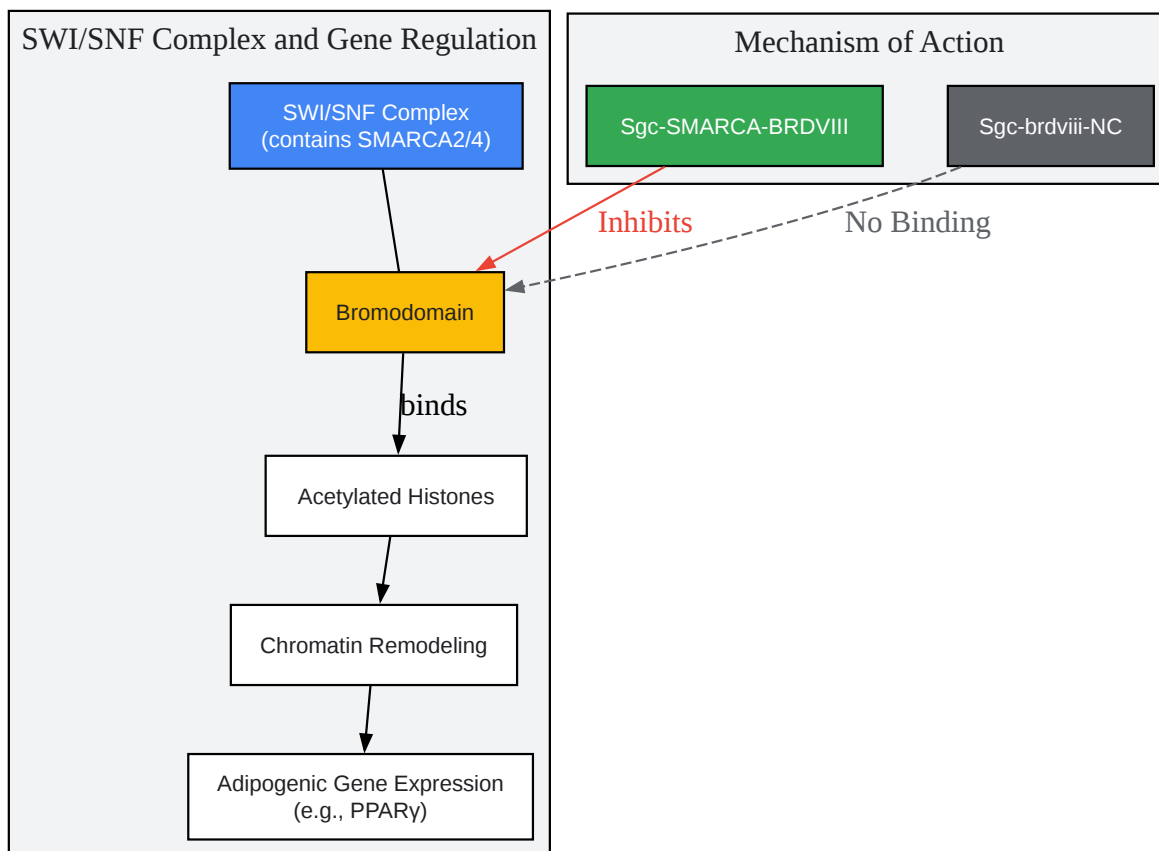 SWI/SNF Complex and Gene Regulation
SWI/SNF Complex
(contains SMARCA2/4)
Bromodomain
binds
Acetylated Histones
Chromatin Remodeling
Adipogenic Gene Expression
(e.g., PPARγ)
Mechanism of Action
Sgc-SMARCA-BRDVIII
Sgc-brdviii-NC
Inhibits
No Binding